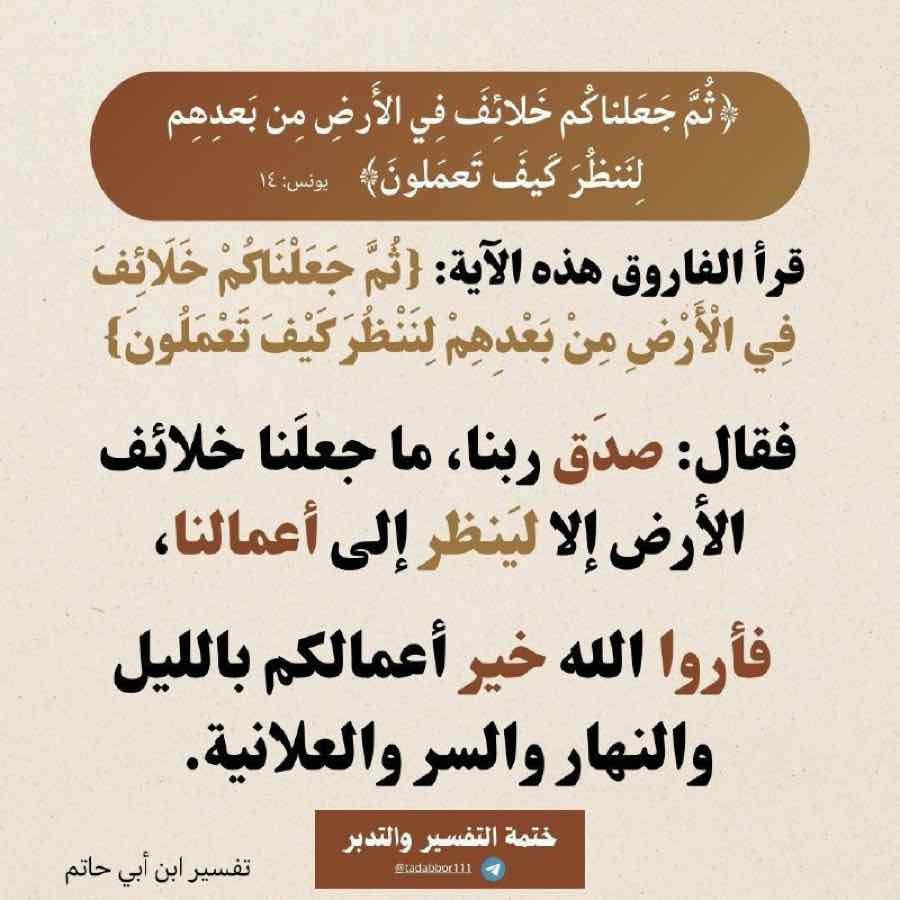 ﴿ثُمَّ جَعَلناكُم خَلائِفَ فِي الأَرضِ مِن بَعدِهِم
لِنَنظُرَ كَيفَ تَعمَلونَ﴾ يونس: ١٤
قرأ الفاروق هذه الآية: {ثُمَّ جَعَلْنَاكُمْ خَلَائِفَ
فِي الْأَرْضِ مِنْ بَعْدِهِمْ لِنَنْظُرَ كَيْفَ تَعْمَلُونَ}
فقال: صدَق ربنا، ما جعلَنا خلائف
الأرض إلا ليَنظر إلى أعمالنا،
فأروا الله خير أعمالكم بالليل
والنهار والسر والعلانية.
ختمة التفسير والتدبر
@tadabbor111
تفسير ابن أبي حاتم